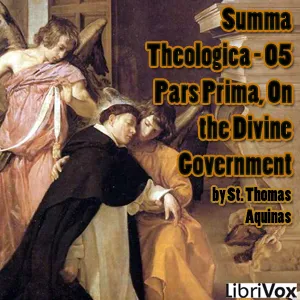 Summa
Theologica - 05
Pars Prima, On
the Divine
Government
by St. Thomas
Aquinas
LibriVox